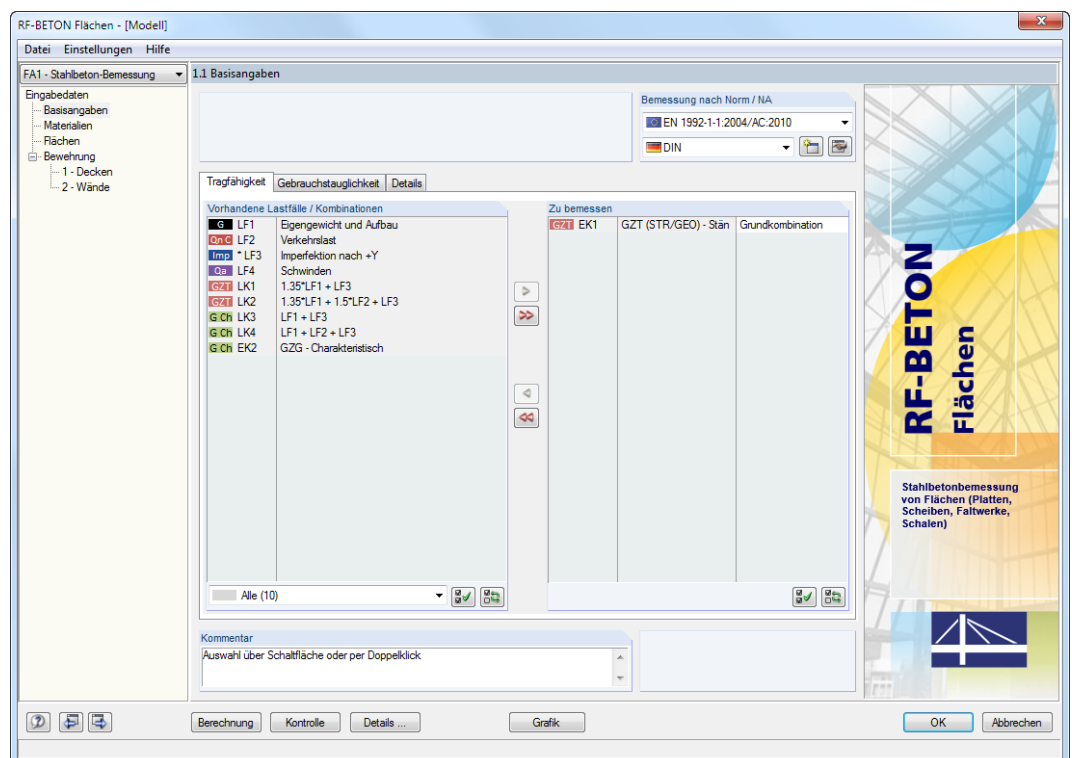 RF-BETON Flächen - [Modell]
Datei Einstellungen Hilfe
FA1 - Stahlbeton-Bemessung
1.1 Basisangaben
Eingabedaten
Basisangaben
Materialien
Flächen
Bewehrung
1 - Decken
2 - Wände
Bemessung nach Norm / NA
EN 1992-1-1:2004/AC:2010
DIN
Tragfähigkeit Gebrauchstauglichkeit Details
Vorhandene Lastfälle / Kombinationen
G LF1 Eigengewicht und Aufbau
Qn C LF2 Verkehrslast
Imp * LF3 Imperfektion nach +Y
Qa LF4 Schwinden
GZT LK1 1.35*LF1 + LF3
GZT LK2 1.35*LF1 + 1.5*LF2 + LF3
G Ch LK3 LF1 + LF3
G Ch LK4 LF1 + LF2 + LF3
G Ch EK2 GZG - Charakteristisch
Alle (10)
Zu bemessen
GZT EK1 GZT (STR/GEO) - Stän Grundkombination
Kommentar
Auswahl über Schaltfläche oder per Doppelklick
RF-BETON
Flächen
Stahlbetonbemessung
von Flächen (Platten,
Scheiben, Faltwerke,
Schalen)
Berechnung Kontrolle Details ... Grafik OK Abbrechen